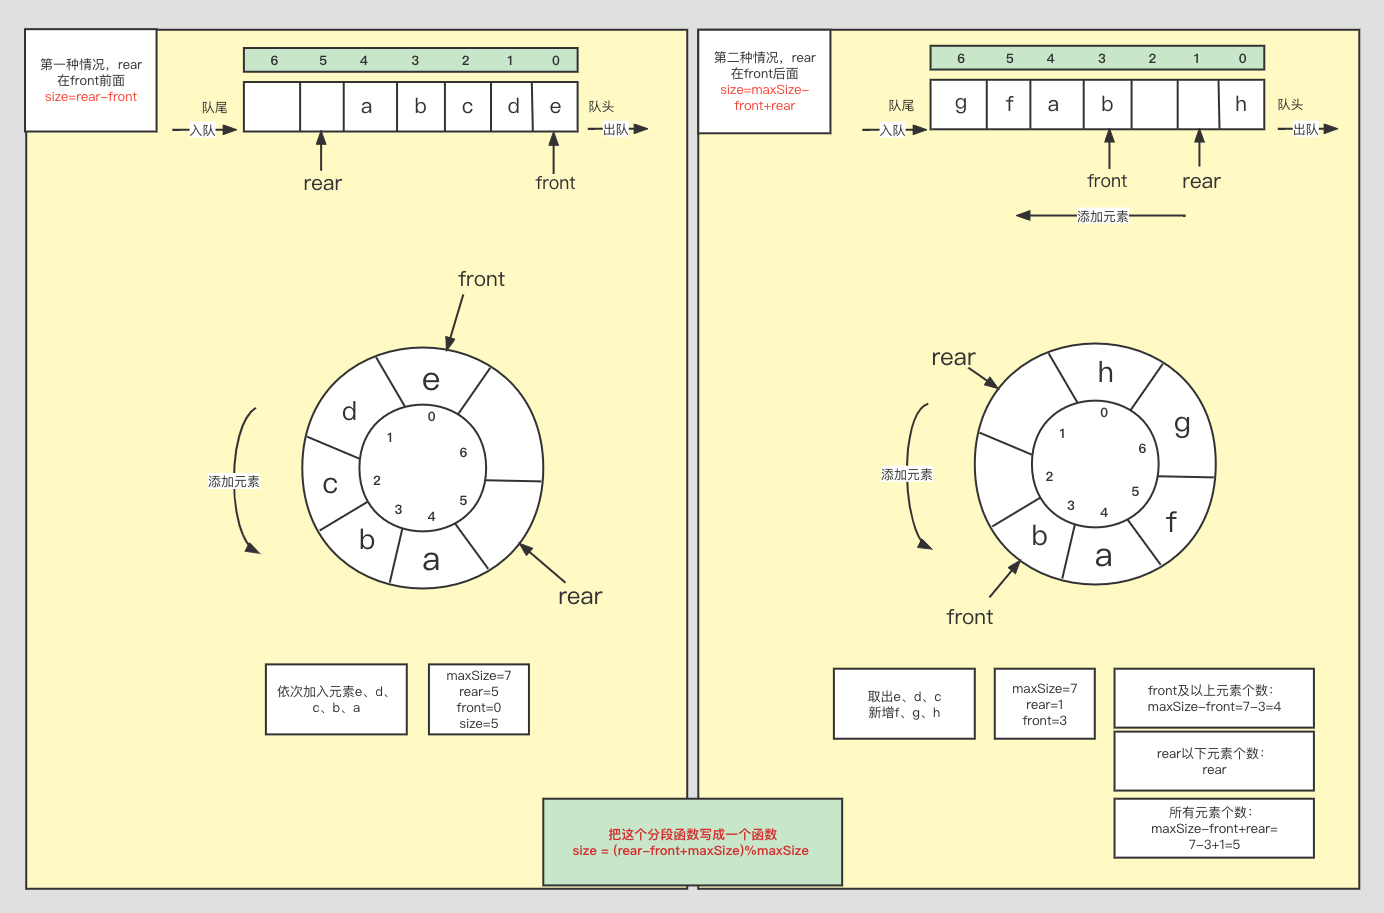 第一种情况，rear
在front前面
size=rear-front
6 5 4 3 2 1 0
队尾
a b c d e
队头
入队
出队
rear
front
front
e
d
c
b
a
0
1
2
3
4
5
6
添加元素
rear
依次加入元素e、d、
c、b、a
maxSize=7
rear=5
front=0
size=5
第二种情况，rear
在front后面
size=maxSize-
front+rear
6 5 4 3 2 1 0
队尾
g f a b h
队头
入队
出队
front
rear
添加元素
rear
h
g
f
a
b
0
1
2
3
4
5
6
添加元素
front
取出e、d、c
新增f、g、h
maxSize=7
rear=1
front=3
front及以上元素个数：
maxSize-front=7-3=4
rear以下元素个数：
rear
所有元素个数：
maxSize-front+rear=
7-3+1=5
把这个分段函数写成一个函数
size = (rear-front+maxSize)%maxSize